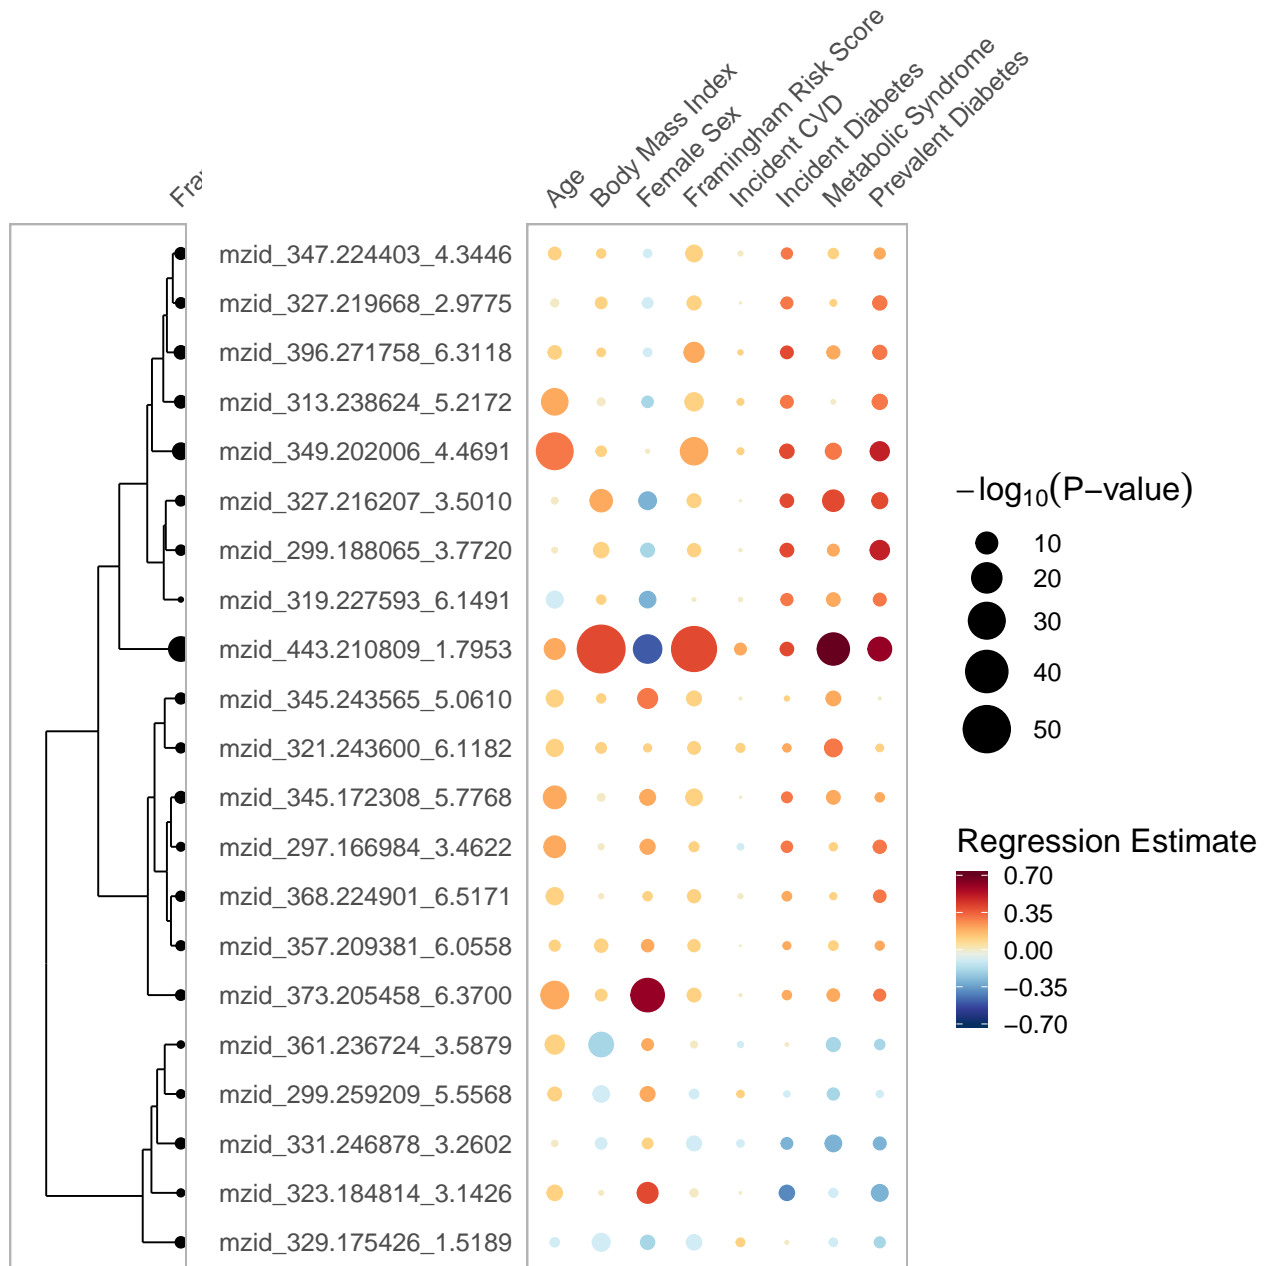 Age
Body Mass Index
Female Sex
Framingham Risk Score
Incident CVD
Incident Diabetes
Metabolic Syndrome
Prevalent Diabetes
mzid_347.224403_4.3446
mzid_327.219668_2.9775
mzid_396.271758_6.3118
mzid_313.238624_5.2172
mzid_349.202006_4.4691
mzid_327.216207_3.5010
mzid_299.188065_3.7720
mzid_319.227593_6.1491
mzid_443.210809_1.7953
mzid_345.243565_5.0610
mzid_321.243600_6.1182
mzid_345.172308_5.7768
mzid_297.166984_3.4622
mzid_368.224901_6.5171
mzid_357.209381_6.0558
mzid_373.205458_6.3700
mzid_361.236724_3.5879
mzid_299.259209_5.5568
mzid_331.246878_3.2602
mzid_323.184814_3.1426
mzid_329.175426_1.5189
−log₁₀(P−value)
10
20
30
40
50
Regression Estimate
0.70
0.35
0.00
−0.35
−0.70